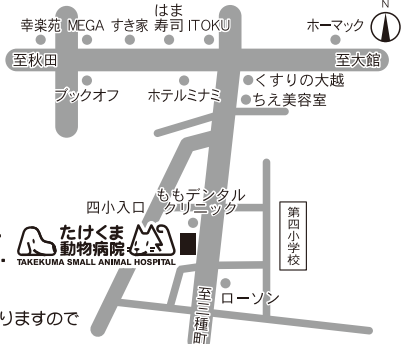 N
はま
幸楽苑 MEGA すき家 寿司 ITOKU ホーマック
至秋田 至大館
ブックオフ ホテルミナミ くすりの大越
ちえ美容室
ももデンタル
クリニック
四小入口
第四小学校
たけくま
動物病院
TAKEKUMA SMALL ANIMAL HOSPITAL
ローソン
至三種町
りますので